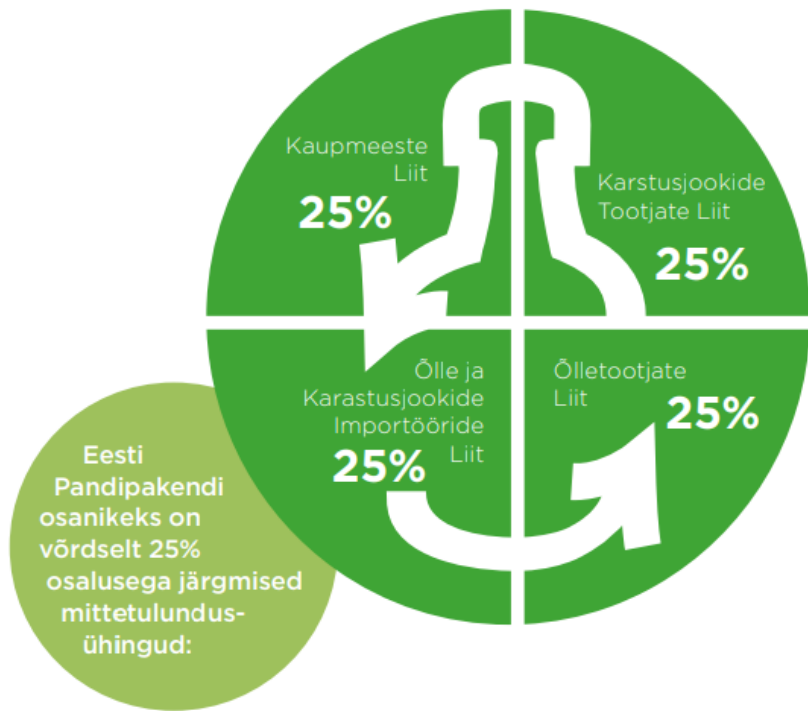 Kaupmeeste
Liit
25%
Karstusjookide
Tootjate Liit
25%
Õlle ja
Karastusjookide
Importööride
Liit
25%
Õlletootjate
Liit
25%
Eesti
Pandipakendi
osanikeks on
võrdselt 25%
osalusega järgmised
mittetulundus-
ühingud: